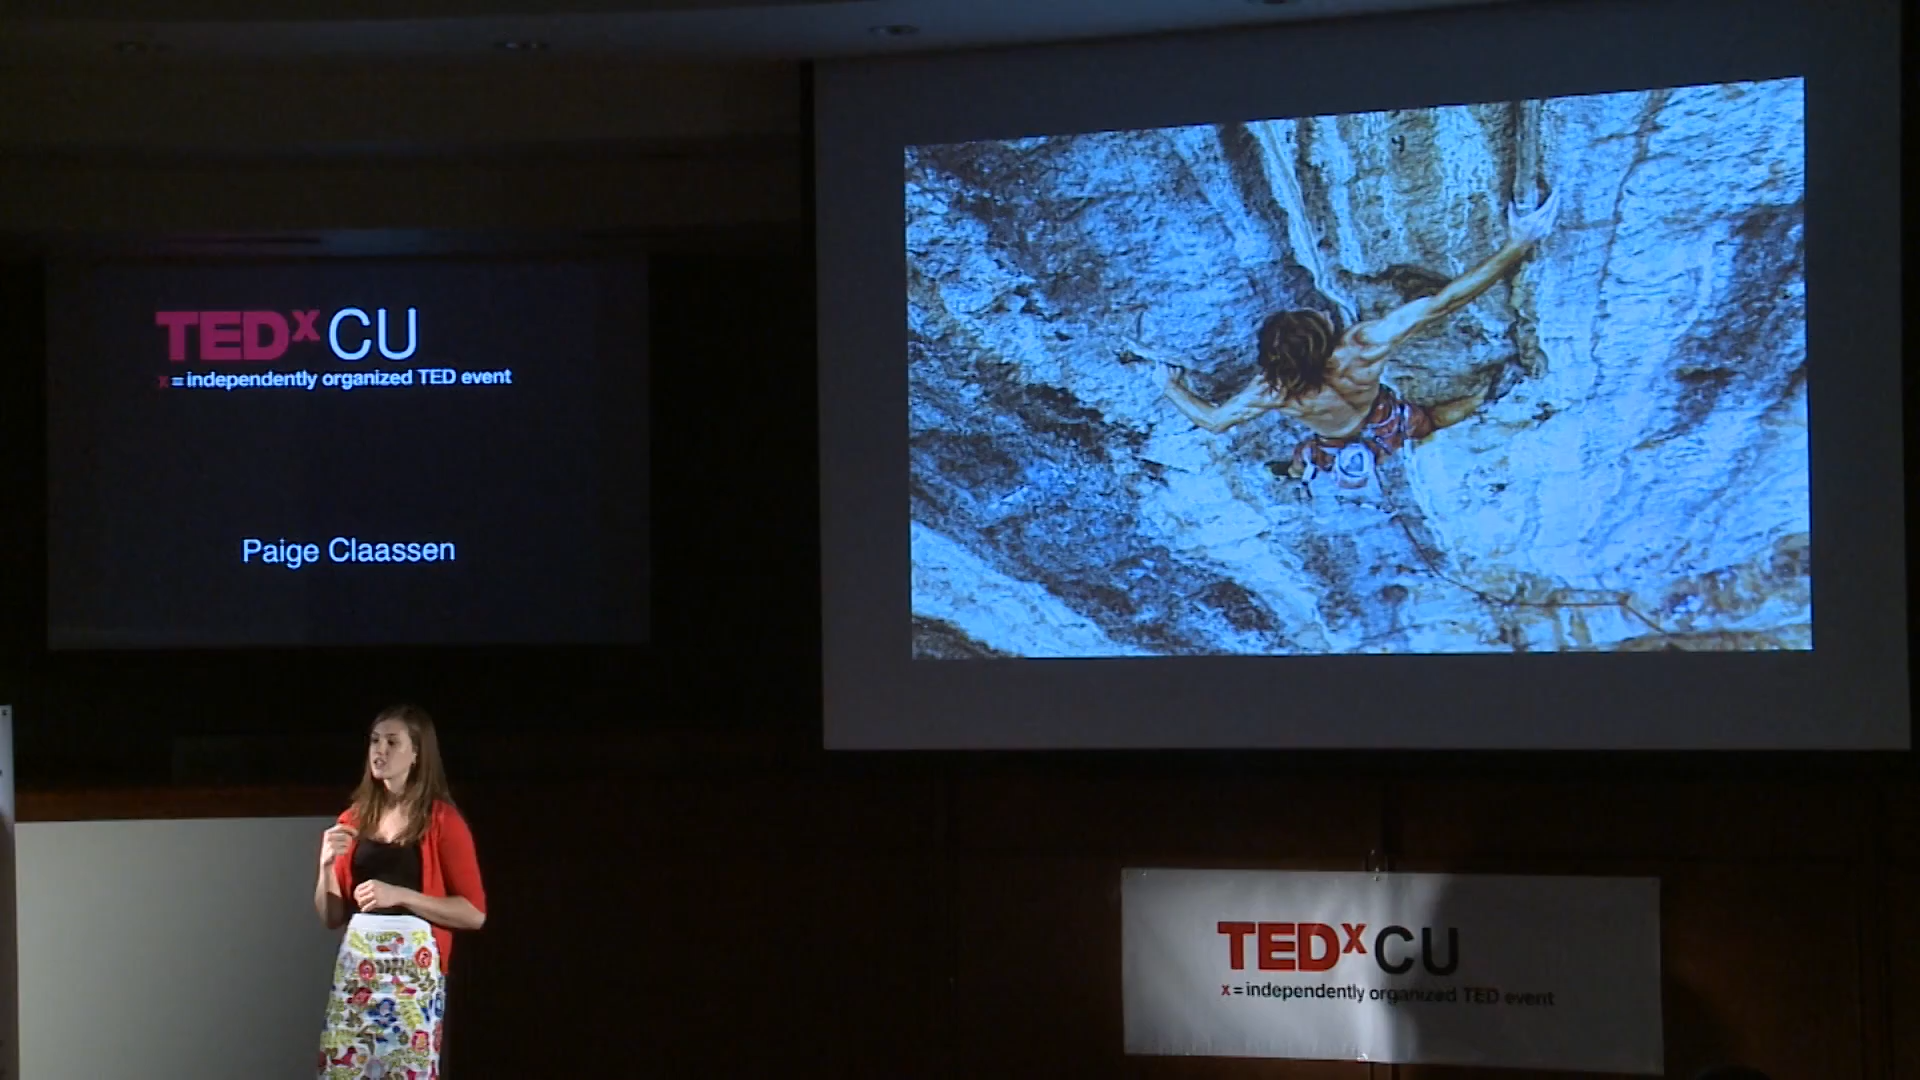 TEDxCU
x = independently organized TED event
Paige Claassen
TEDxCU
x = independently organized TED event